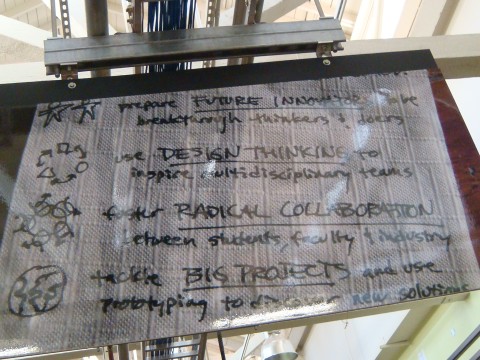 prepare FUTURE INNOVATORS to be
breakthrough thinkers & doers
use DESIGN THINKING to
inspire multidisciplinary teams
foster RADICAL COLLABORATION
between students, faculty & industry
tackle BIG PROJECTS and use
prototyping to discover new solutions